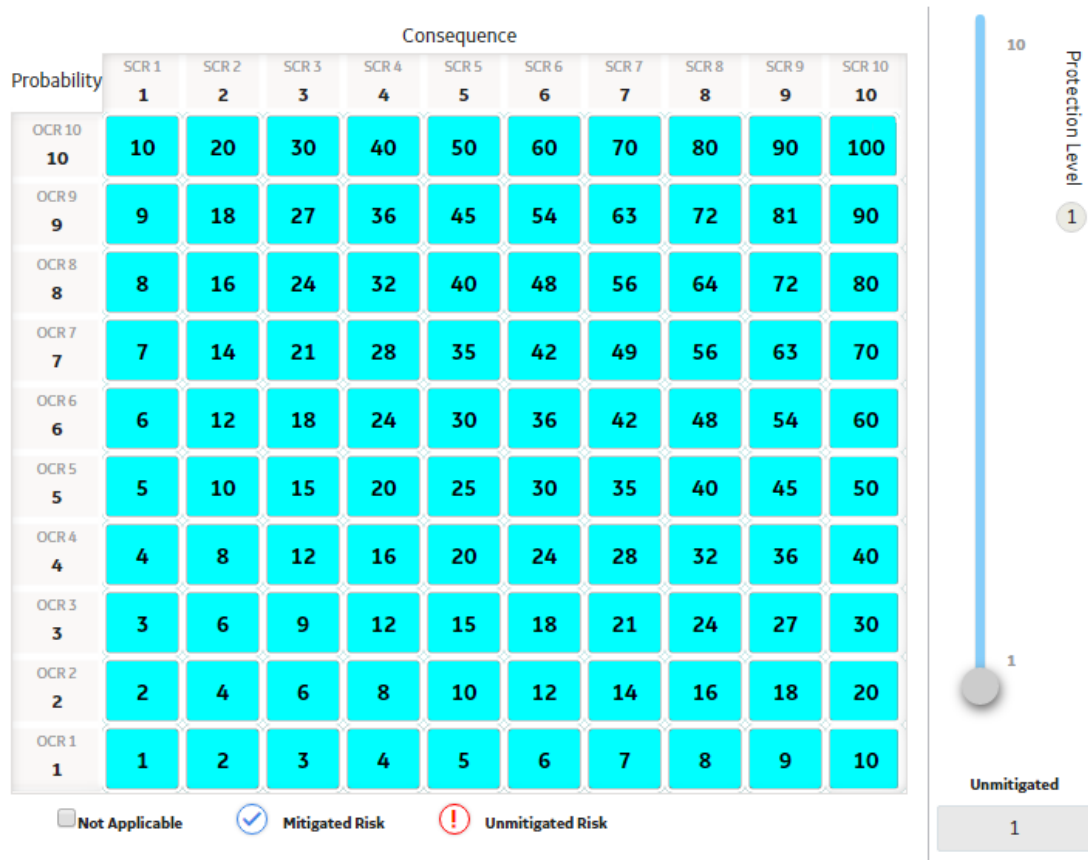 Consequence
Probability
SCR 1 SCR 2 SCR 3 SCR 4 SCR 5 SCR 6 SCR 7 SCR 8 SCR 9 SCR 10
1 2 3 4 5 6 7 8 9 10
OCR 10
10
10 20 30 40 50 60 70 80 90 100
OCR 9
9
9 18 27 36 45 54 63 72 81 90
OCR 8
8
8 16 24 32 40 48 56 64 72 80
OCR 7
7
7 14 21 28 35 42 49 56 63 70
OCR 6
6
6 12 18 24 30 36 42 48 54 60
OCR 5
5
5 10 15 20 25 30 35 40 45 50
OCR 4
4
4 8 12 16 20 24 28 32 36 40
OCR 3
3
3 6 9 12 15 18 21 24 27 30
OCR 2
2
2 4 6 8 10 12 14 16 18 20
OCR 1
1
1 2 3 4 5 6 7 8 9 10
Not Applicable Mitigated Risk ! Unmitigated Risk
10
Protection Level
1
1
Unmitigated
1